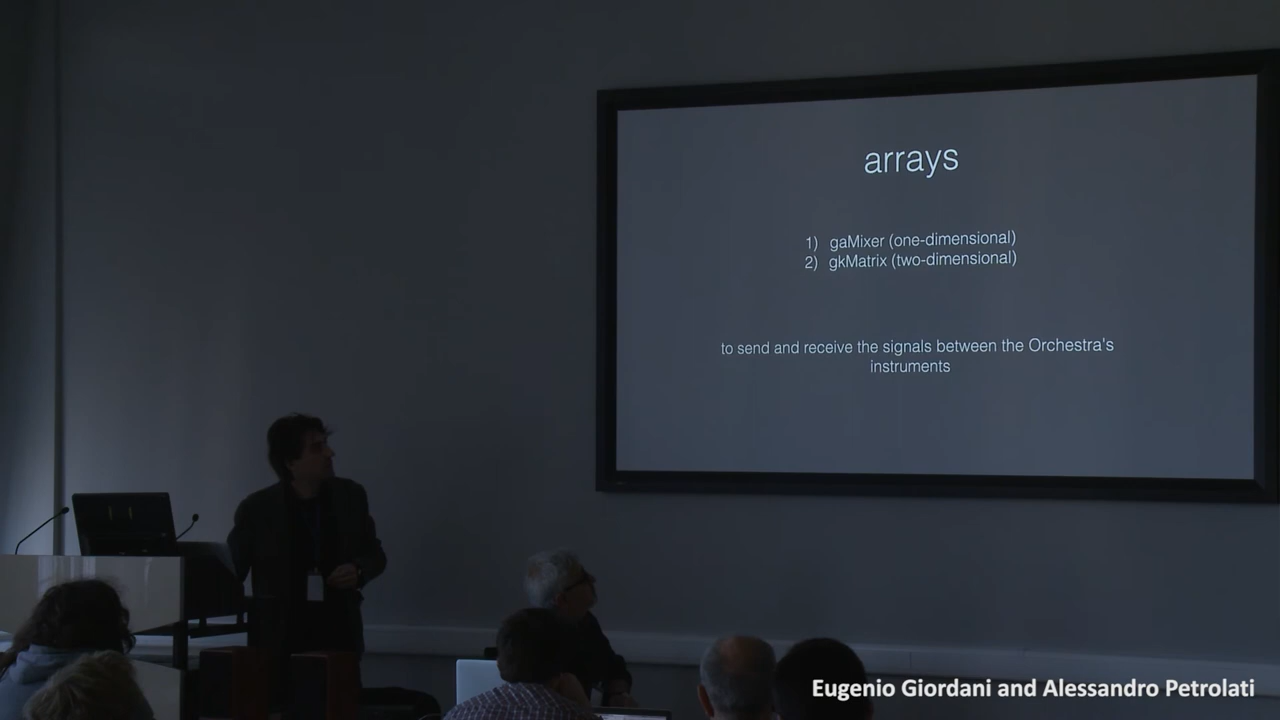 arrays
1) gaMixer (one-dimensional)
2) gkMatrix (two-dimensional)
to send and receive the signals between the Orchestra's
instruments
Eugenio Giordani and Alessandro Petrolati